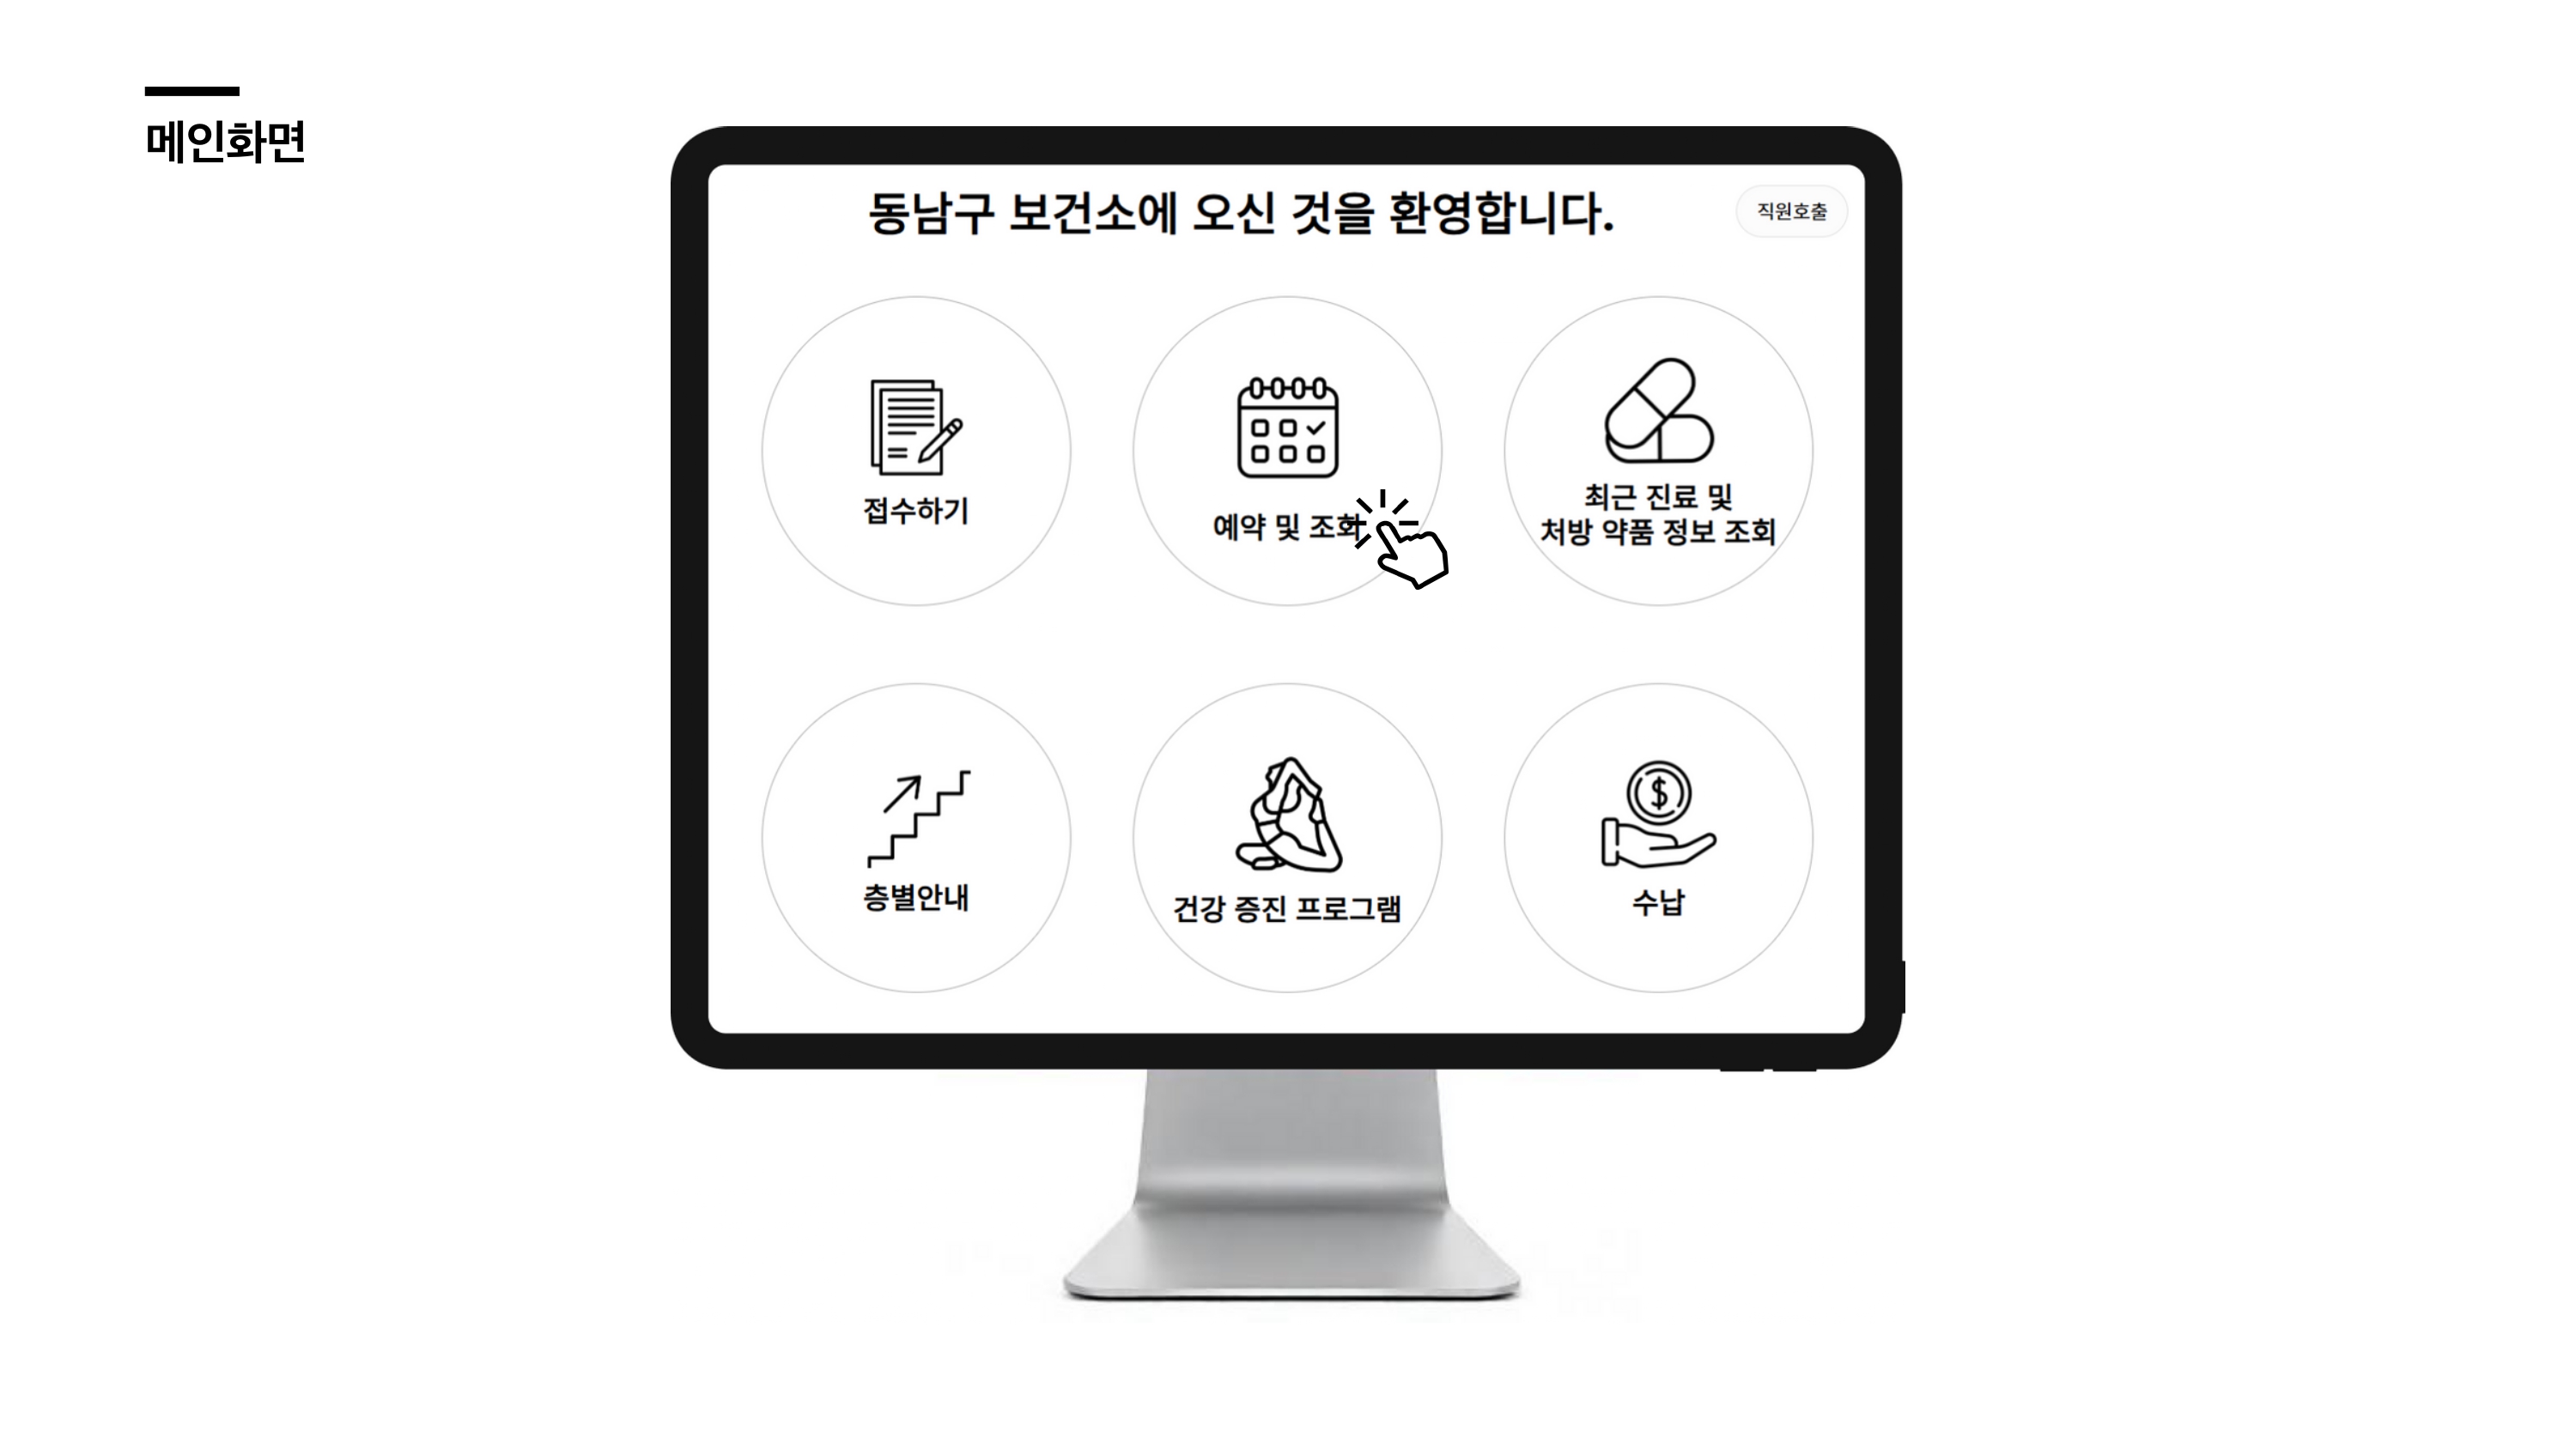 메인화면
동남구 보건소에 오신 것을 환영합니다.
직원호출
접수하기
예약 및 조회
최근 진료 및
처방 약품 정보 조회
층별안내
건강 증진 프로그램
수납